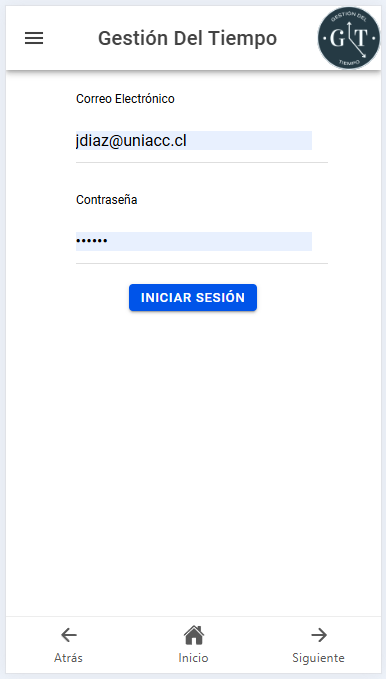 Gestión Del Tiempo
GESTIÓN DEL
G T
TIEMPO
Correo Electrónico
jdiaz@uniacc.cl
Contraseña
••••••
INICIAR SESIÓN
Atrás
Inicio
Siguiente